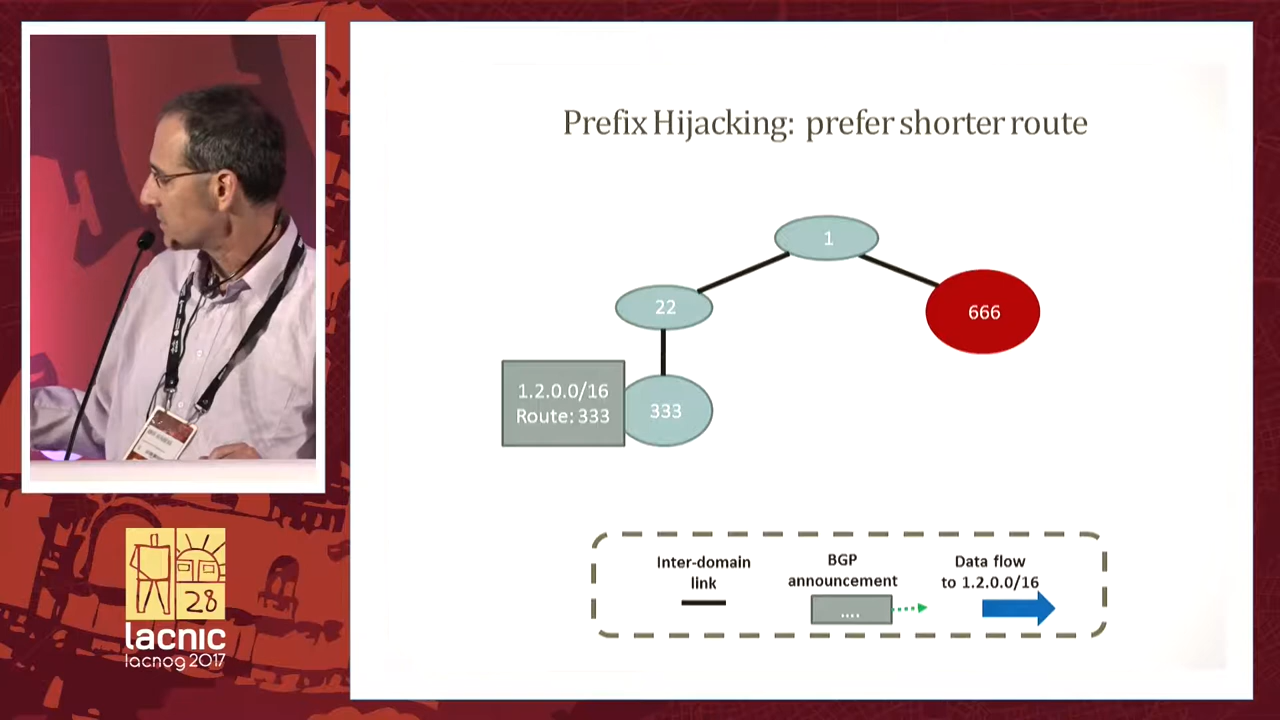 Prefix Hijacking: prefer shorter route
1
22
666
1.2.0.0/16
Route: 333
333
Inter-domain
link
BGP
announcement
....
Data flow
to 1.2.0.0/16
28
lacnic
lacnog 2017